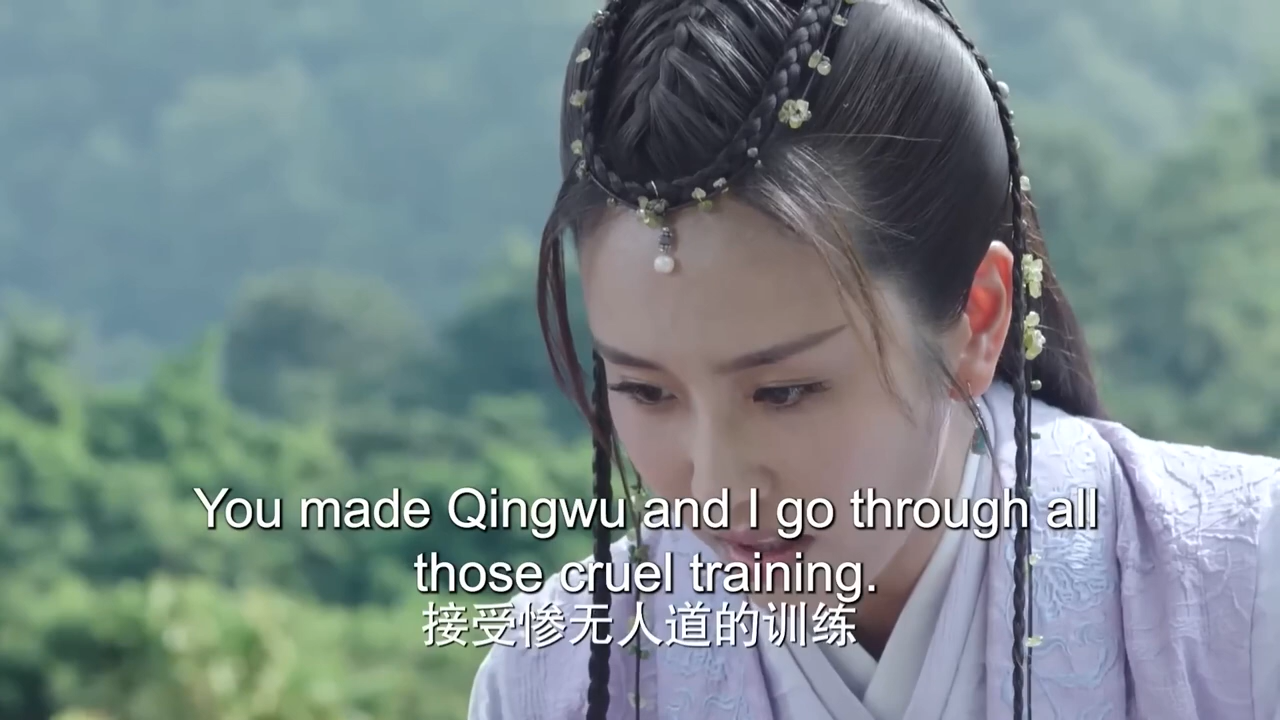 You made Qingwu and I go through all
those cruel training.
接受惨无人道的训练